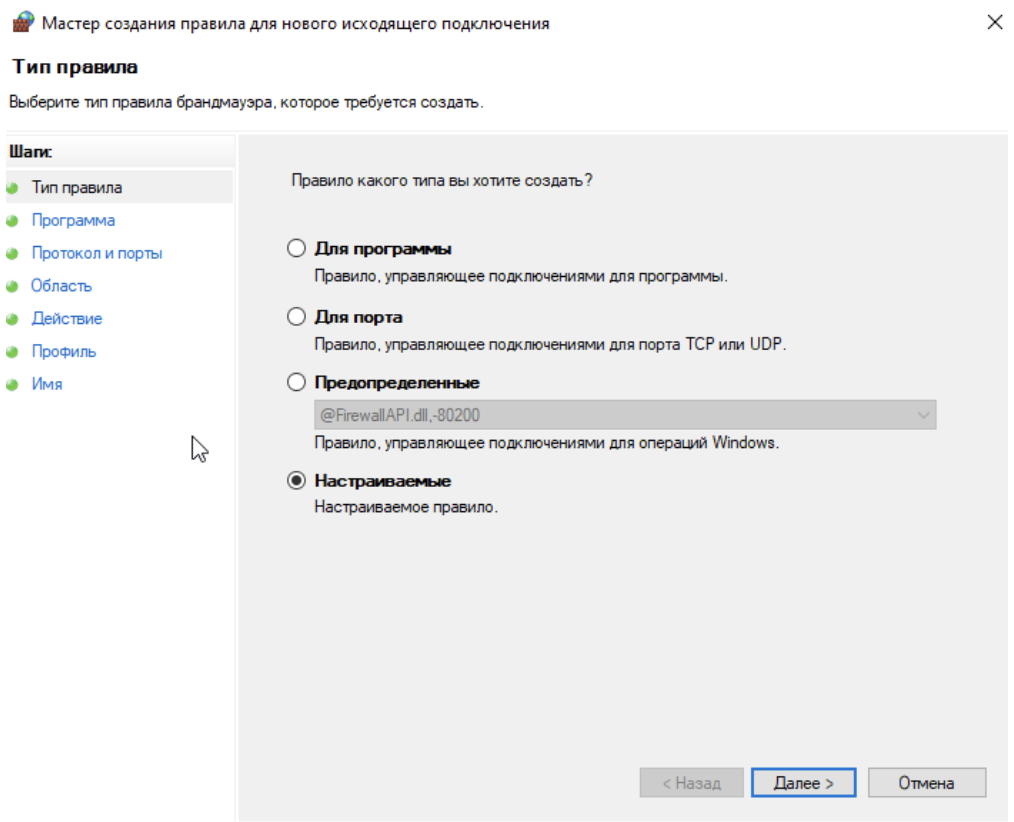 Мастер создания правила для нового исходящего подключения
Тип правила
Выберите тип правила брандмауэра, которое требуется создать.
Шаги:
Тип правила
Программа
Протокол и порты
Область
Действие
Профиль
Имя
Правило какого типа вы хотите создать?
Для программы
Правило, управляющее подключениями для программы.
Для порта
Правило, управляющее подключениями для порта TCP или UDP.
Предопределенные
@FirewallAPI.dll,-80200
Правило, управляющее подключениями для операций Windows.
Настраиваемые
Настраиваемое правило.
< Назад
Далее >
Отмена